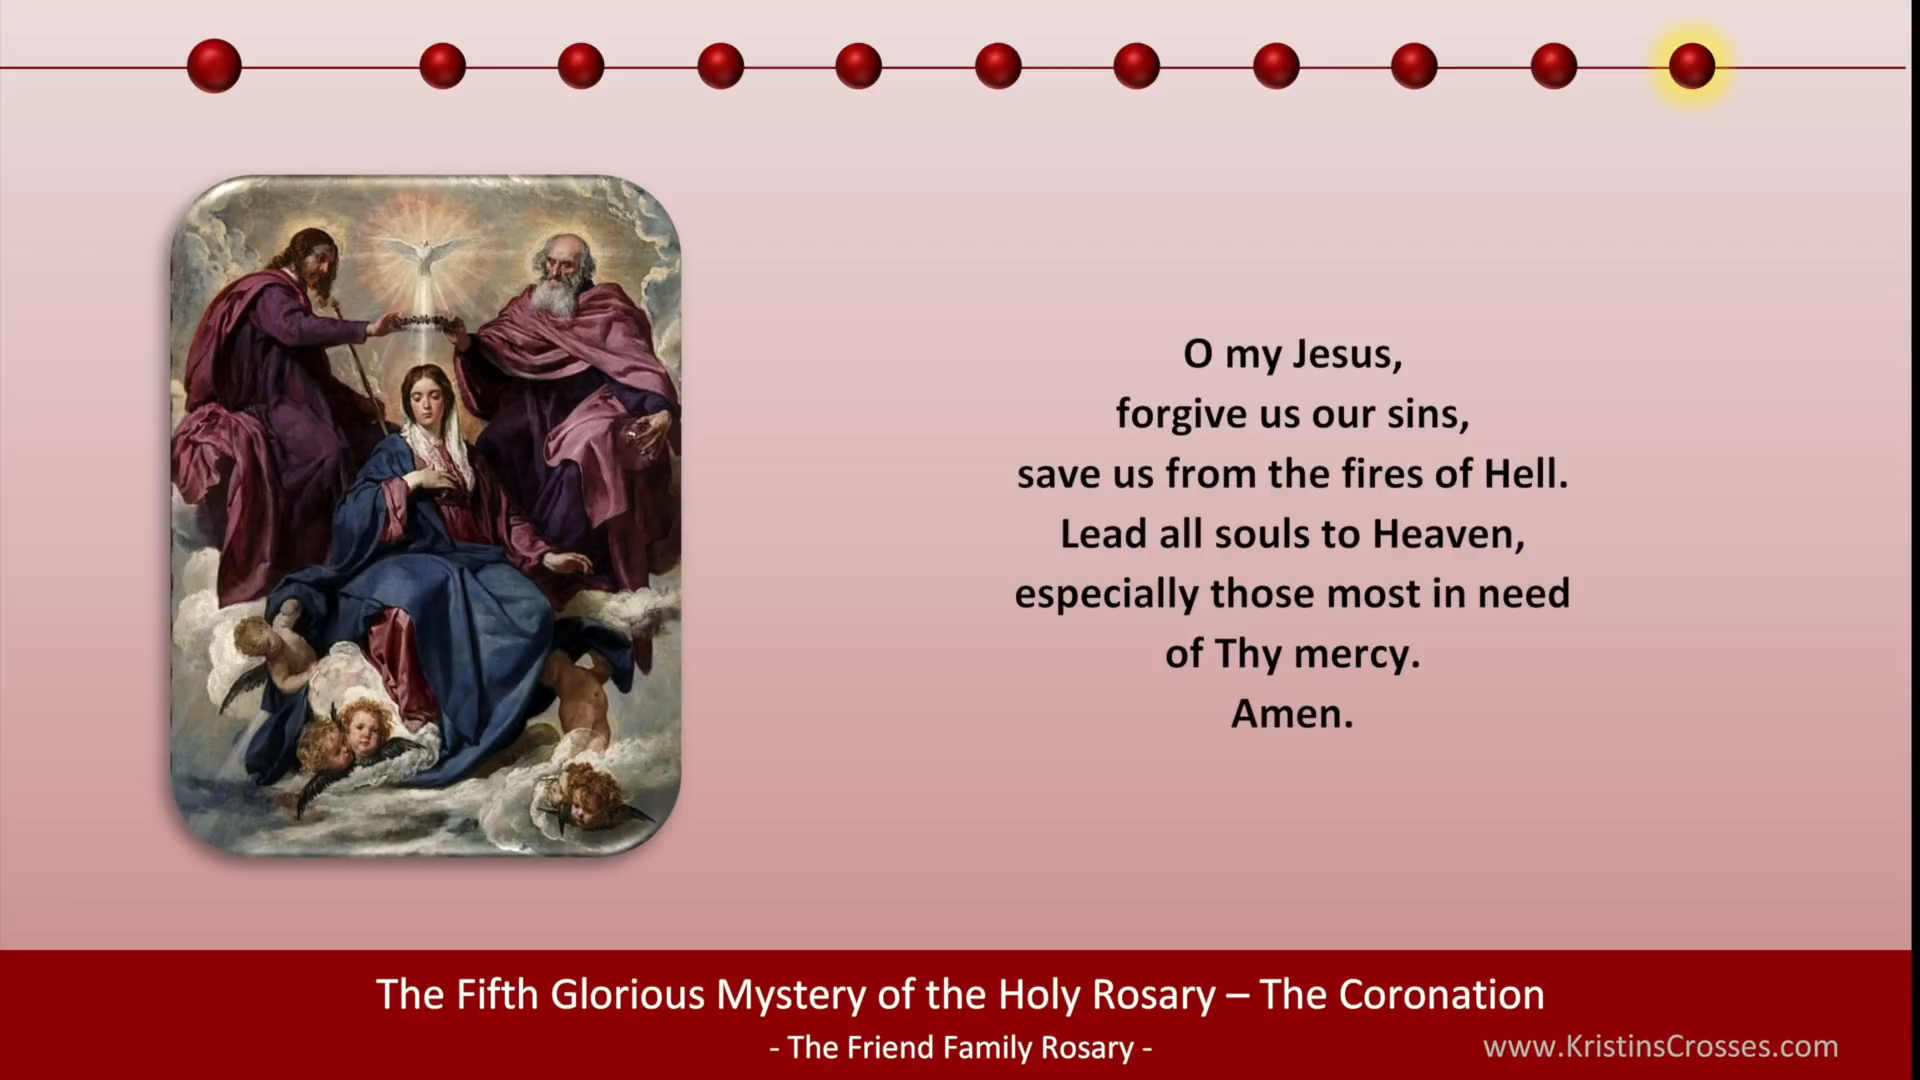 O my Jesus,
forgive us our sins,
save us from the fires of Hell.
Lead all souls to Heaven,
especially those most in need
of Thy mercy.
Amen.
The Fifth Glorious Mystery of the Holy Rosary – The Coronation
- The Friend Family Rosary -
www.KristinsCrosses.com